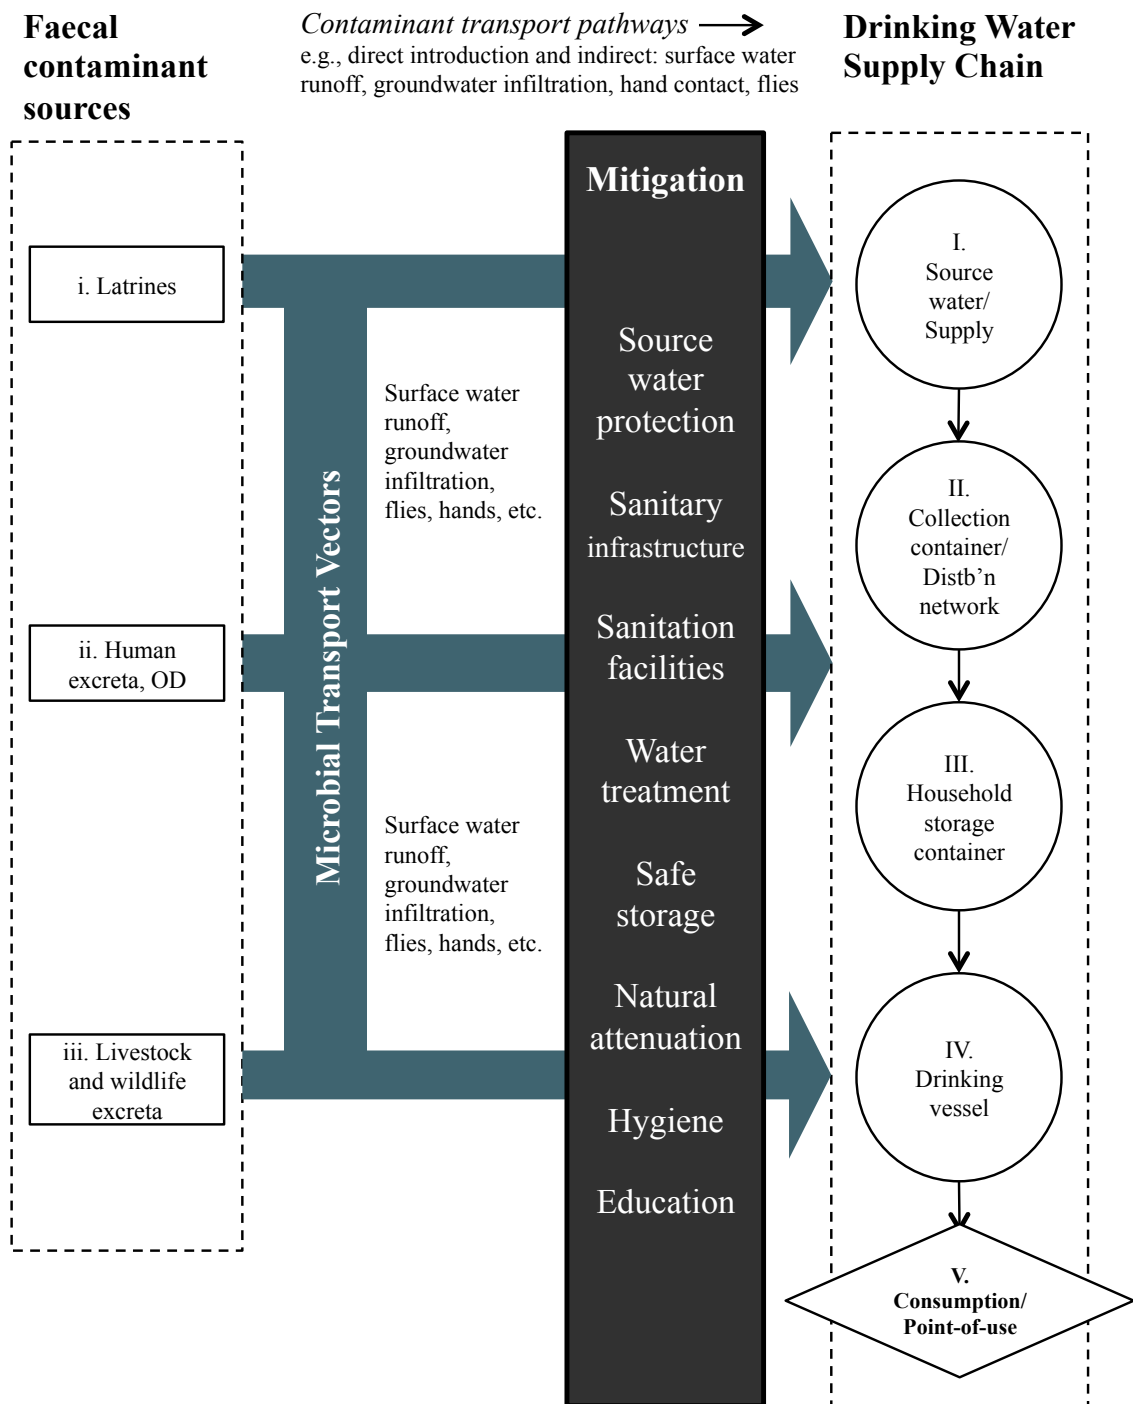 Faecal
contaminant
sources
Contaminant transport pathways
e.g., direct introduction and indirect: surface water
runoff, groundwater infiltration, hand contact, flies
Drinking Water
Supply Chain
i. Latrines
ii. Human
excreta, OD
iii. Livestock
and wildlife
excreta
Microbial Transport Vectors
Surface water
runoff,
groundwater
infiltration,
flies, hands, etc.
Surface water
runoff,
groundwater
infiltration,
flies, hands, etc.
Mitigation
Source
water
protection
Sanitary
infrastructure
Sanitation
facilities
Water
treatment
Safe
storage
Natural
attenuation
Hygiene
Education
I.
Source
water/
Supply
II.
Collection
container/
Distb’n
network
III.
Household
storage
container
IV.
Drinking
vessel
V.
Consumption/
Point-of-use